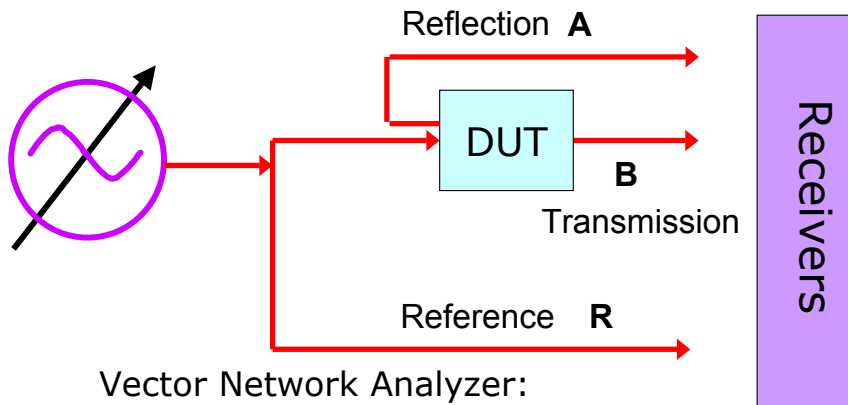 Reflection A
DUT
B
Transmission
Reference R
Vector Network Analyzer:
Receivers